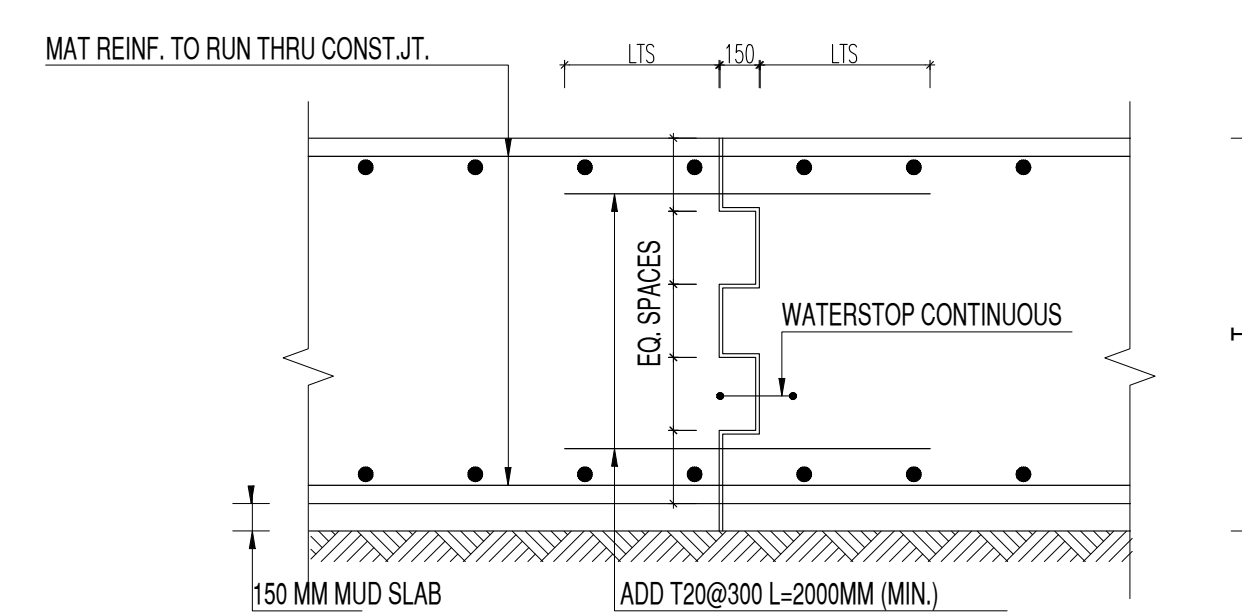 MAT REINF. TO RUN THRU CONST.JT.
LTS
150
LTS
EQ. SPACES
WATERSTOP CONTINUOUS
150 MM MUD SLAB
ADD T20@300 L=2000MM (MIN.)